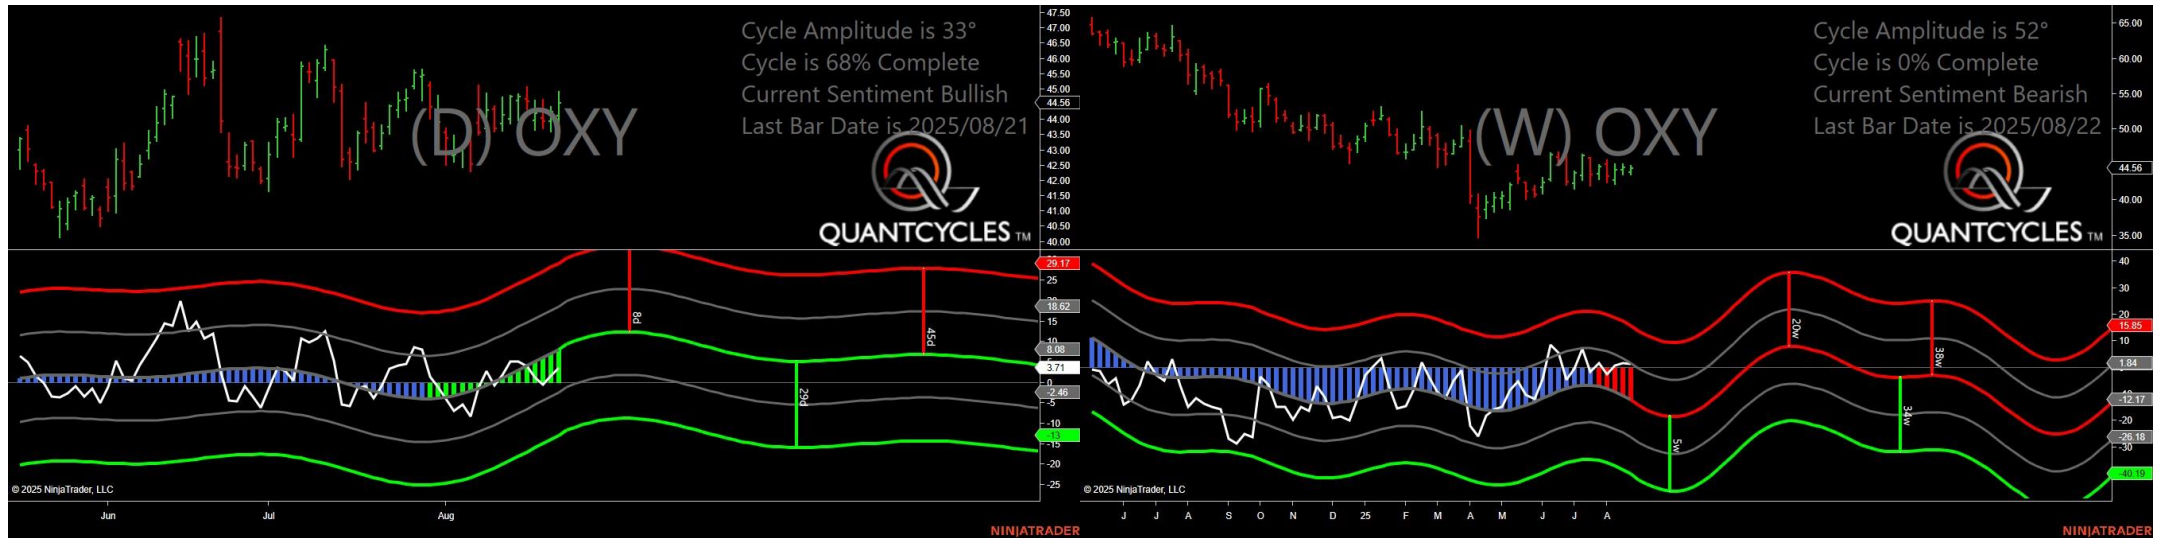 Cycle Amplitude is 33°
Cycle is 68% Complete
Current Sentiment Bullish
Last Bar Date is 2025/08/21
(D) OXY
QUANTCYCLES TM
47.50
47.00
46.50
46.00
45.50
45.00
44.56
44.00
43.50
43.00
42.50
42.00
41.50
41.00
40.50
40.00
29.17
25
18.62
15
8.08
3.71
0
-2.46
-5
-10
-13
-15
-20
-25
8d
29d
45d
© 2025 NinjaTrader, LLC
Jun Jul Aug
NINJATRADER
Cycle Amplitude is 52°
Cycle is 0% Complete
Current Sentiment Bearish
Last Bar Date is 2025/08/22
(W) OXY
QUANTCYCLES TM
65.00
60.00
55.00
50.00
44.56
40.00
35.00
40
30
20
15.85
10
1.84
-12.17
-20
-26.18
-30
-40.19
5w
20w
34w
38w
© 2025 NinjaTrader, LLC
J J A S O N D 25 F M A M J J A
NINJATRADER